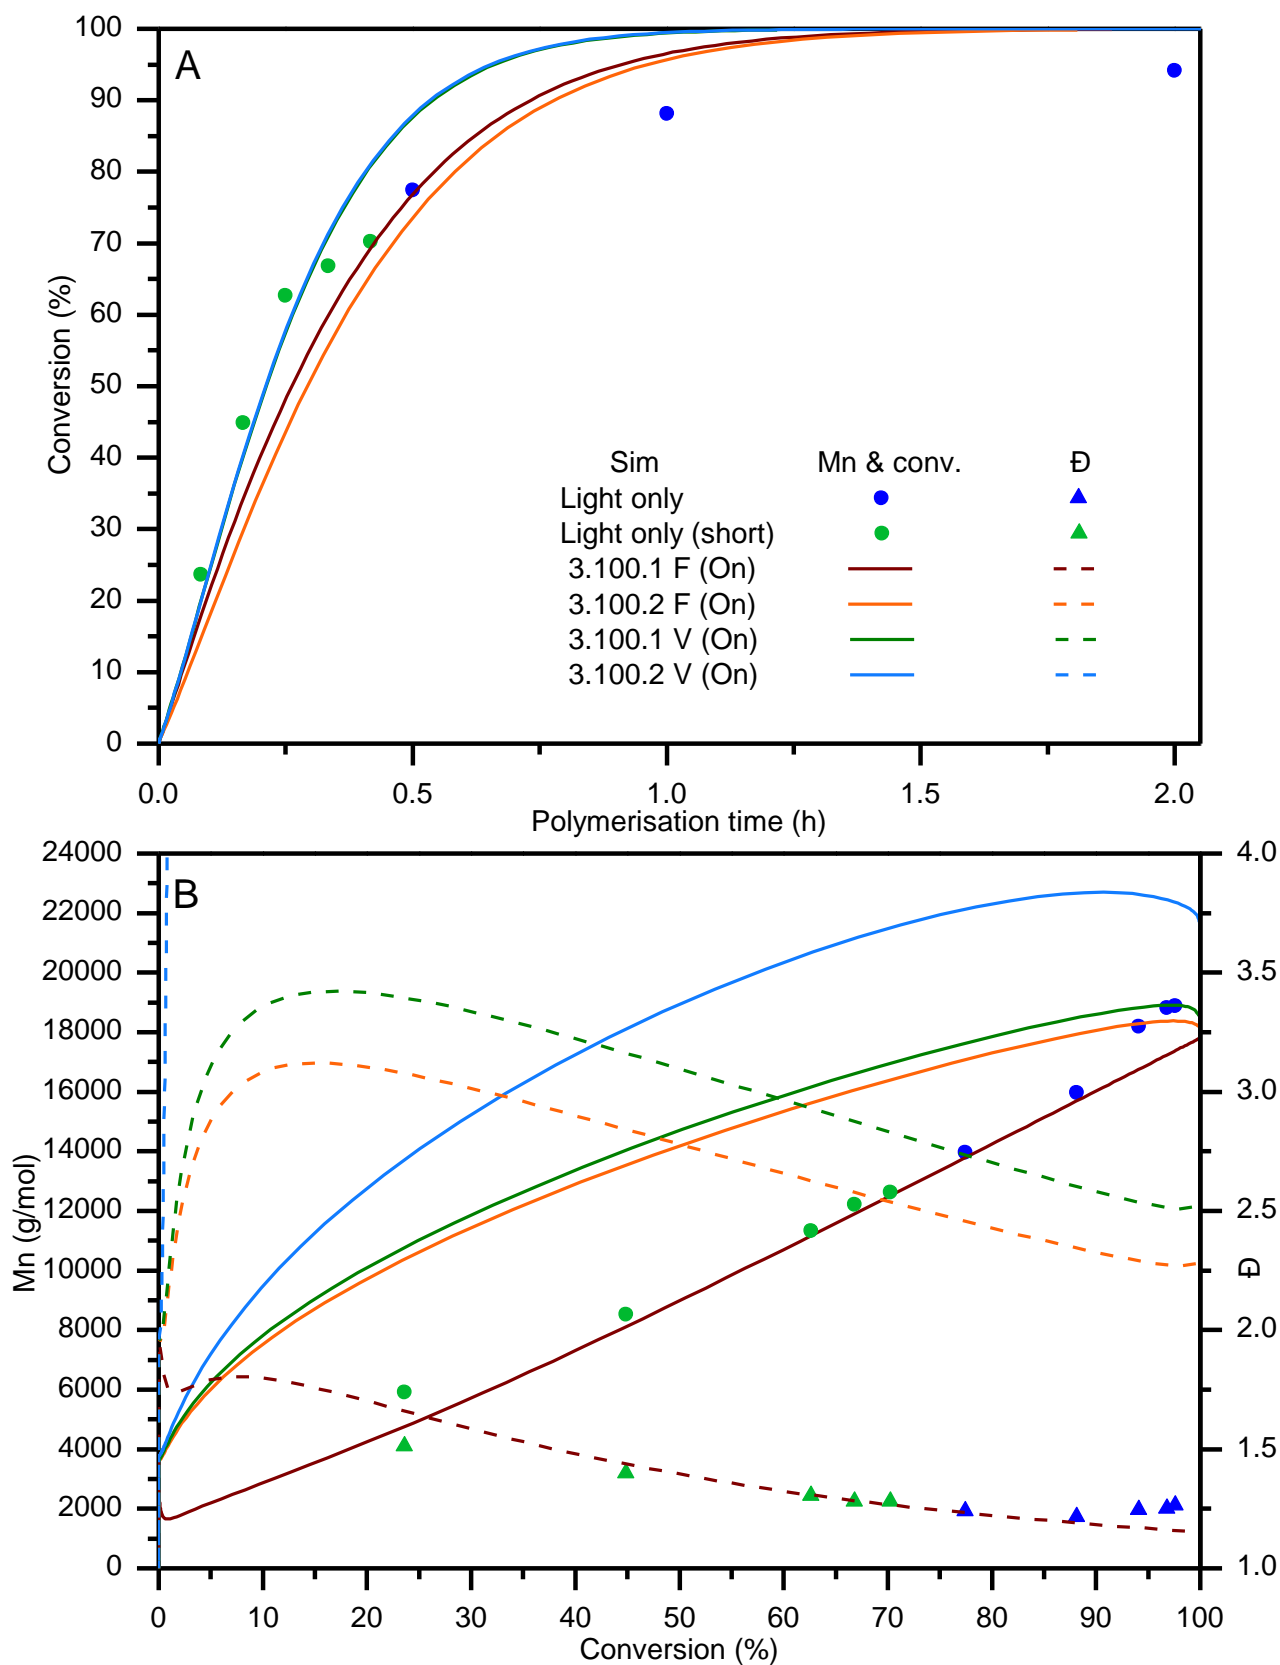 100
90
80
70
60
50
40
30
20
10
0
Conversion (%)
A
Sim Mn & conv. Đ
Light only
Light only (short)
3.100.1 F (On)
3.100.2 F (On)
3.100.1 V (On)
3.100.2 V (On)
0.0 0.5 1.0 1.5 2.0
Polymerisation time (h)
24000
22000
20000
18000
16000
14000
12000
10000
8000
6000
4000
2000
0
Mn (g/mol)
B
4.0
3.5
3.0
2.5
2.0
1.5
1.0
Đ
0 10 20 30 40 50 60 70 80 90 100
Conversion (%)